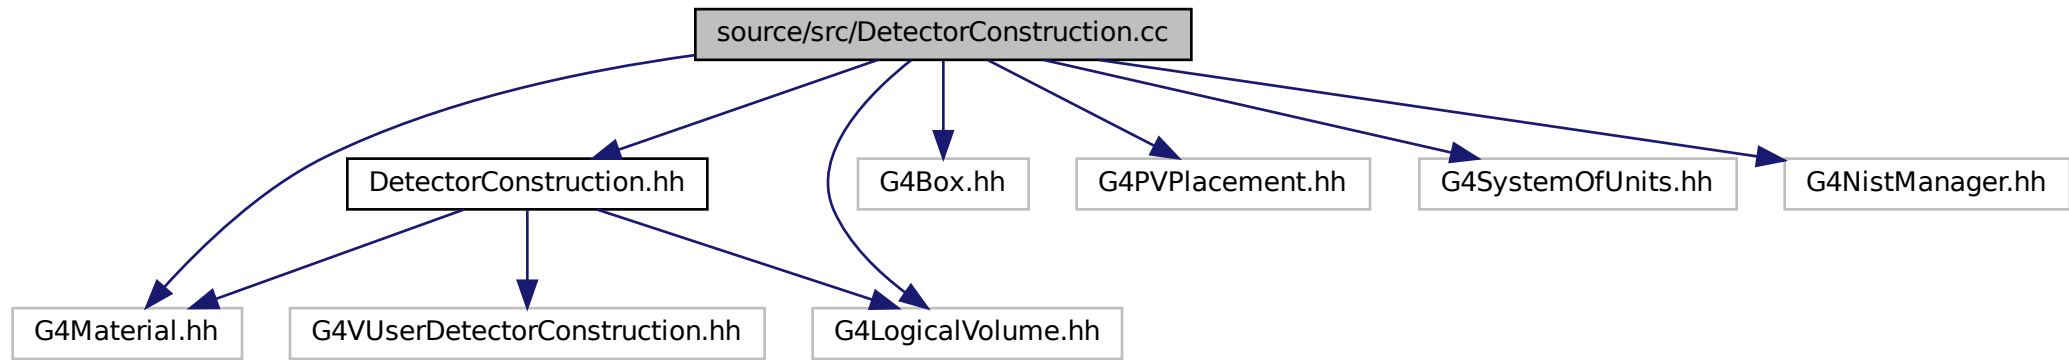 source/src/DetectorConstruction.cc
DetectorConstruction.hh
G4Box.hh
G4PVPlacement.hh
G4SystemOfUnits.hh
G4NistManager.hh
G4Material.hh
G4VUserDetectorConstruction.hh
G4LogicalVolume.hh